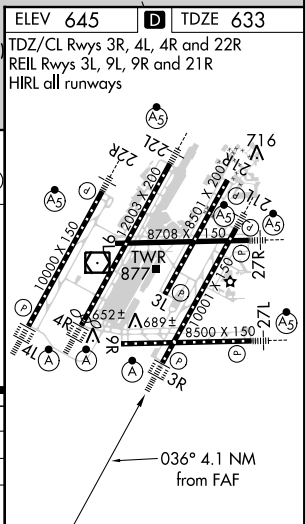 ELEV 645 D TDZE 633
TDZ/CL Rwys 3R, 4L, 4R and 22R
REIL Rwys 3L, 9L, 9R and 21R
HIRL all runways
716
22R
22L
21R
21L
A5
A5
A5
A5
A5
P
P
P
12003 X 200
8501 X 200
10000 X 150
8708 X 150
10001 X 150
TWR
877
27R
3L
652±
689±
8500 X 150
27L
4R
9R
4L
A
A
A
P
P
P
3R
036° 4.1 NM
from FAF